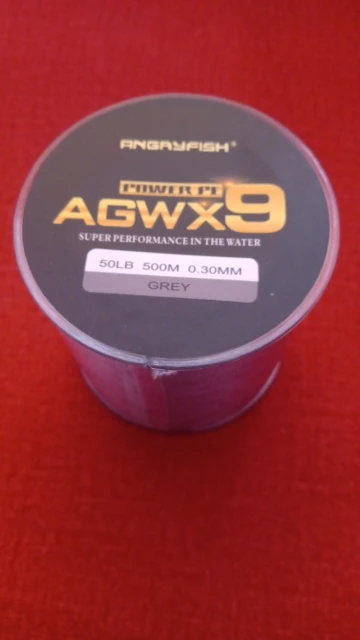 ANGRYFISH®
POWER PE
AGWX9
SUPER PERFORMANCE IN THE WATER
50LB 500M 0.30MM
GREY